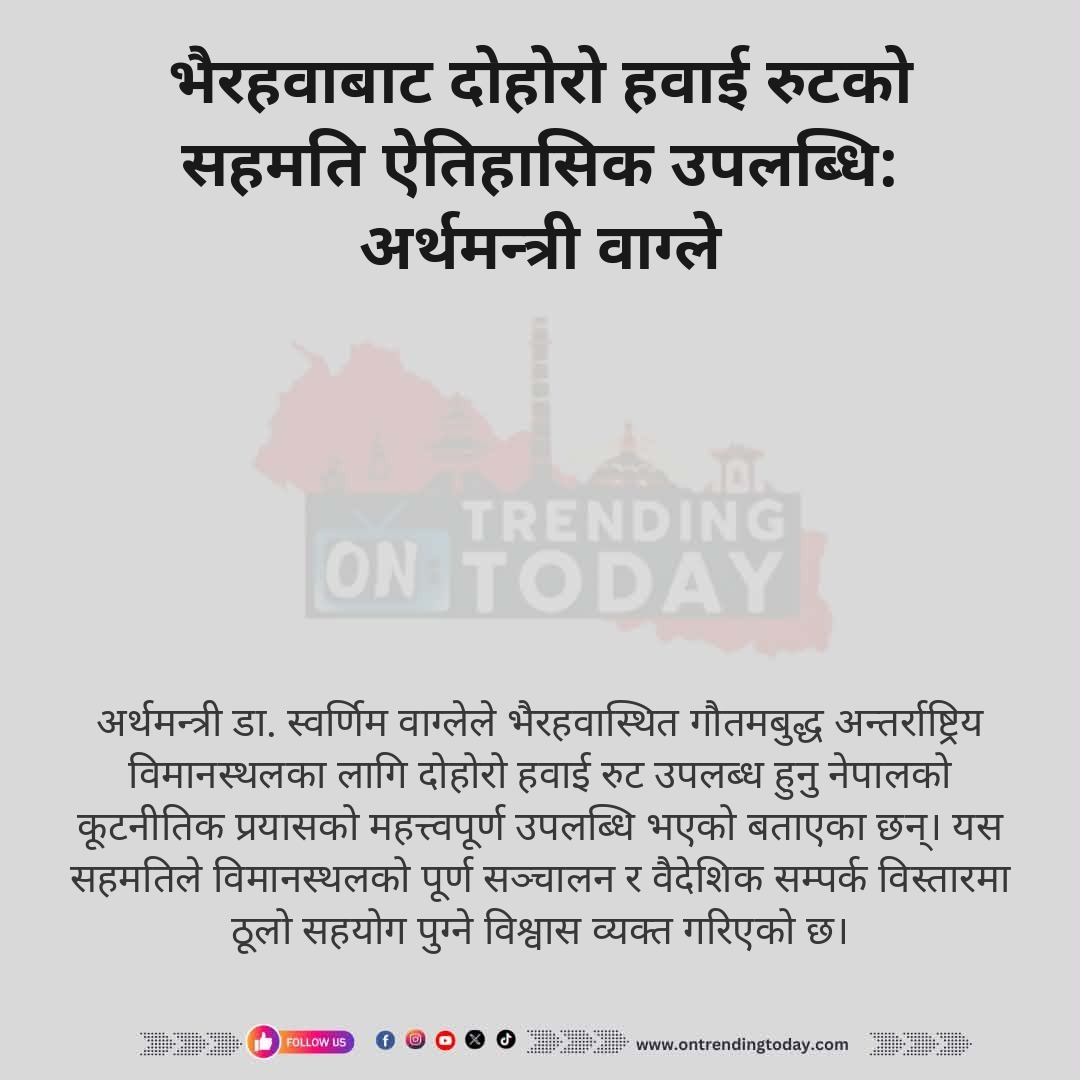 भैरहवाबाट दोहोरो हवाई रुटको
सहमति ऐतिहासिक उपलब्धि:
अर्थमन्त्री वाग्ले
TRENDING
ON TODAY
अर्थमन्त्री डा. स्वर्णिम वाग्लेले भैरहवास्थित गौतमबुद्ध अन्तर्राष्ट्रिय
विमानस्थलका लागि दोहोरो हवाई रुट उपलब्ध हुनु नेपालको
कूटनीतिक प्रयासको महत्त्वपूर्ण उपलब्धि भएको बताएका छन्। यस
सहमतिले विमानस्थलको पूर्ण सञ्चालन र वैदेशिक सम्पर्क विस्तारमा
ठूलो सहयोग पुग्ने विश्वास व्यक्त गरिएको छ।
FOLLOW US www.ontrendingtoday.com